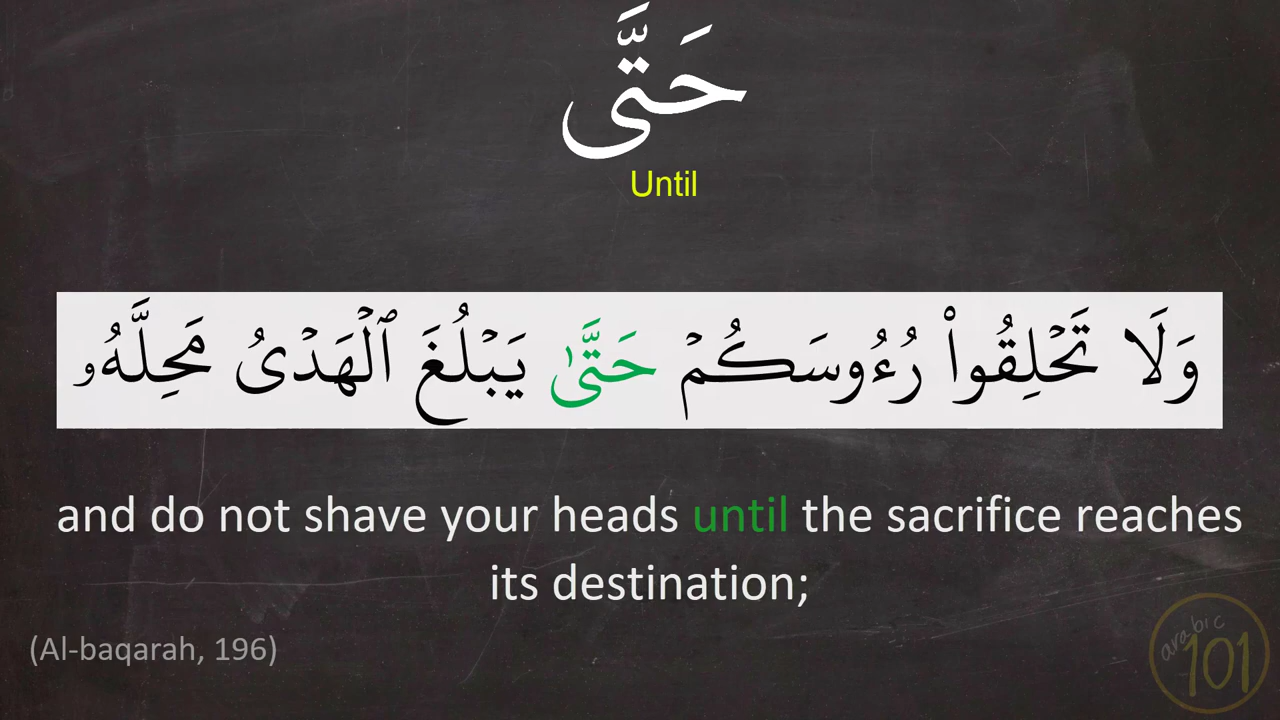 حَتَّى
Until
وَلَا تَحْلِقُوا۟ رُءُوسَكُمْ حَتَّىٰ يَبْلُغَ ٱلْهَدْىُ مَحِلَّهُۥ
and do not shave your heads until the sacrifice reaches
its destination;
(Al-baqarah, 196)
arabic
101